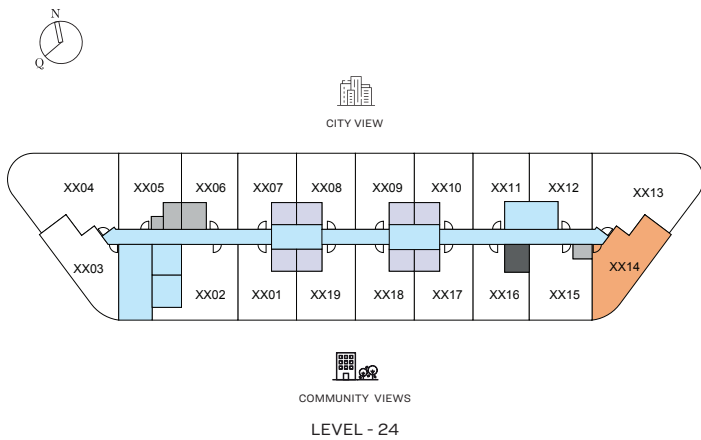 N
Q
CITY VIEW
XX04
XX05
XX06
XX07
XX08
XX09
XX10
XX11
XX12
XX13
XX03
XX14
XX02
XX01
XX19
XX18
XX17
XX16
XX15
COMMUNITY VIEWS
LEVEL - 24